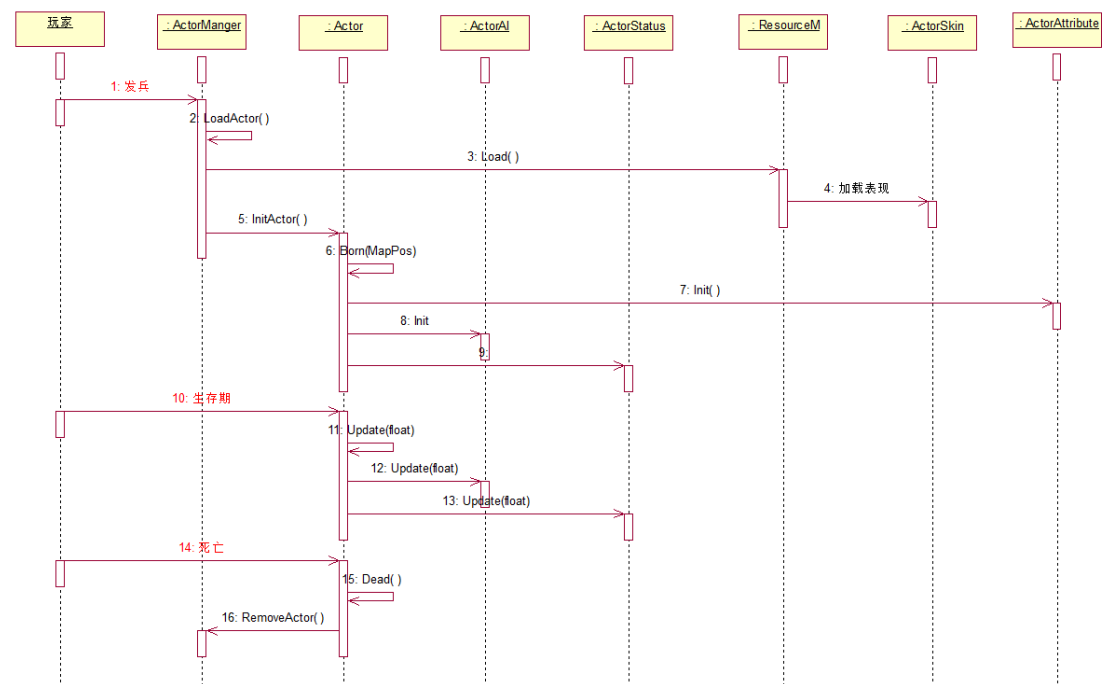 玩家
: ActorManger
: Actor
: ActorAI
: ActorStatus
: ResourceM
: ActorSkin
: ActorAttribute
1: 发兵
2: LoadActor( )
3: Load( )
4: 加载表现
5: InitActor( )
6: Born(MapPos)
7: Init( )
8: Init
9:
10: 生存期
11: Update(float)
12: Update(float)
13: Update(float)
14: 死亡
15: Dead( )
16: RemoveActor( )